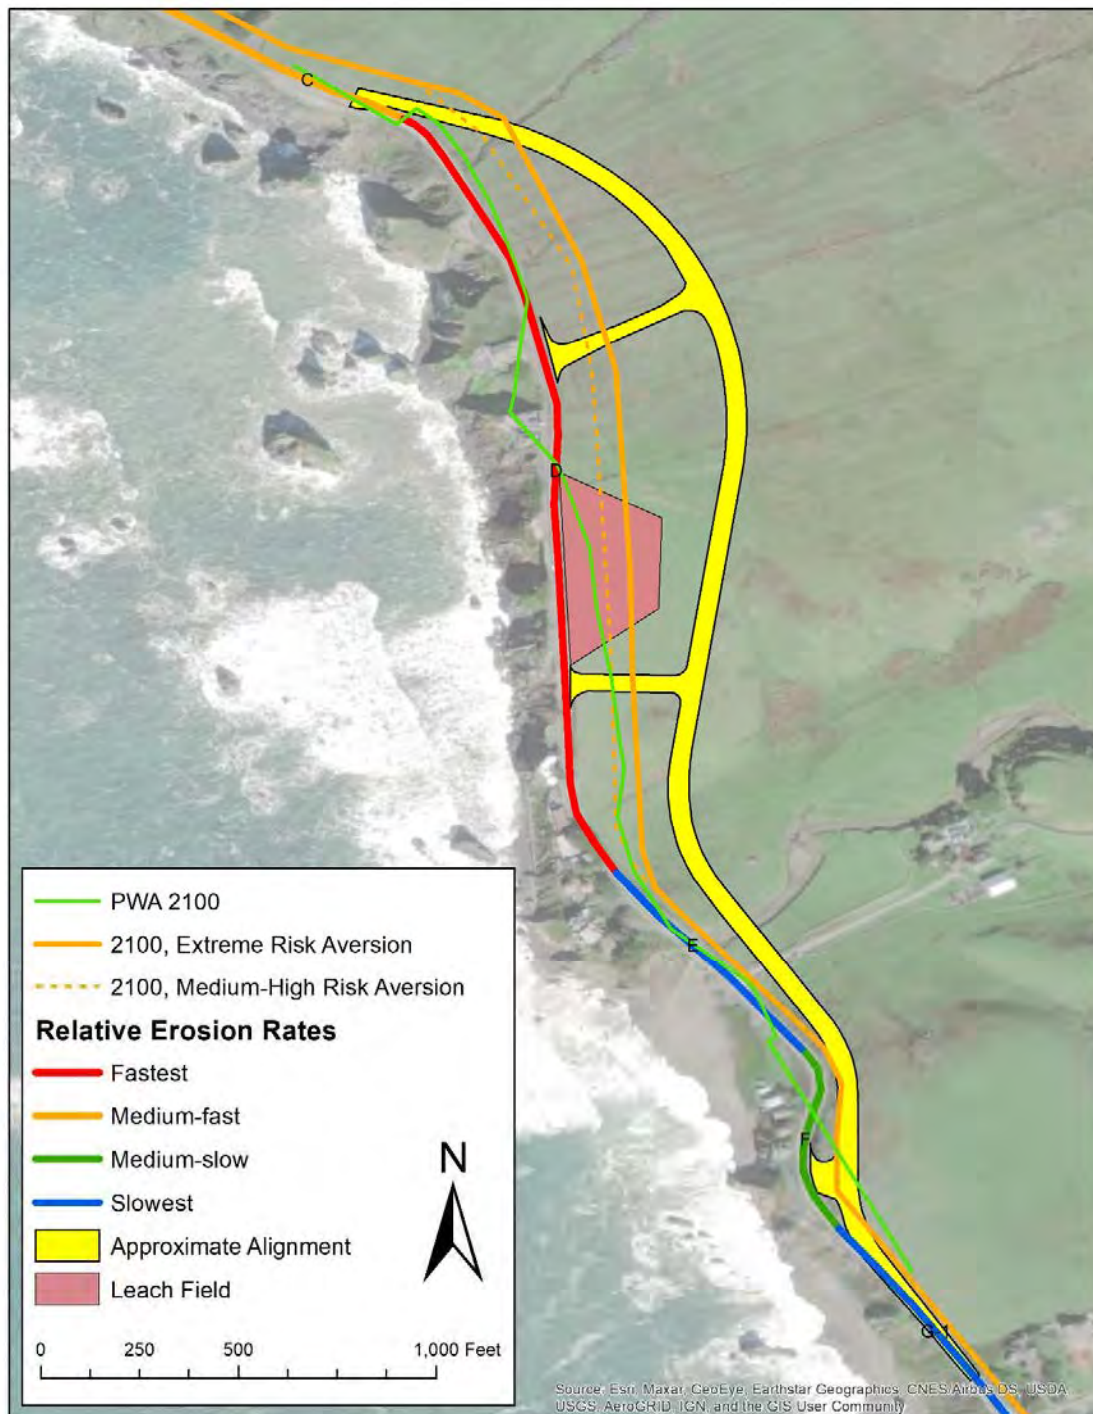 C
D
E
F
G-1
PWA 2100
2100, Extreme Risk Aversion
2100, Medium-High Risk Aversion
Relative Erosion Rates
Fastest
Medium-fast
Medium-slow
Slowest
Approximate Alignment
Leach Field
N
0 250 500 1,000 Feet
Source: Esri, Maxar, GeoEye, Earthstar Geographics, CNES/Airbus DS, USDA,
USGS, AeroGRID, IGN, and the GIS User Community